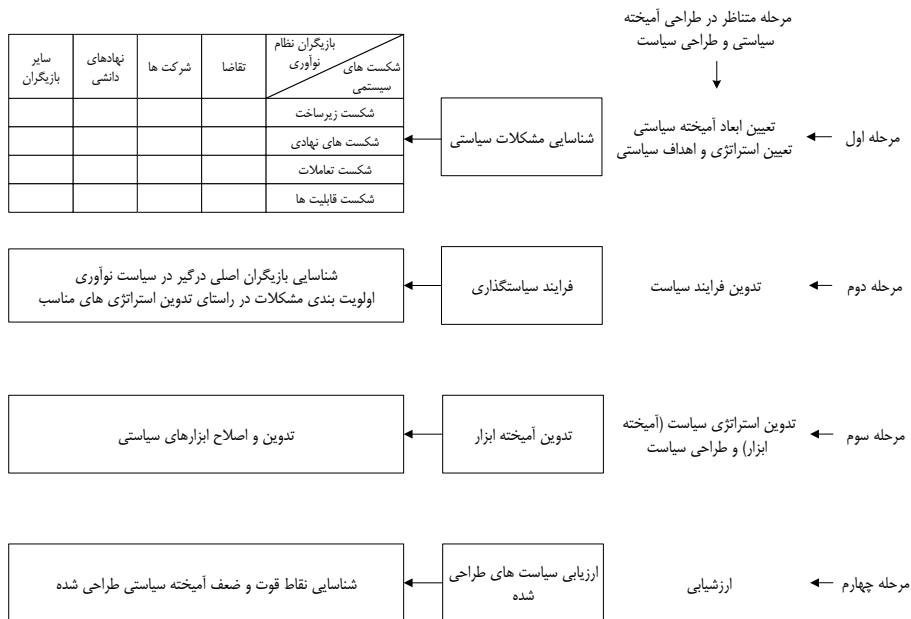 مرحله متناظر در طراحی آمیخته
سیاستی و طراحی سیاست
مرحله اول
تعیین ابعاد آمیخته سیاستی
تعیین استراتژی و اهداف سیاستی
شناسایی مشکلات سیاستی
بازیگران نظام
نوآوری
شکست های
سیستمی
تقاضا
شرکت ها
نهادهای
دانشی
سایر
بازیگران
شکست زیرساخت
شکست های نهادی
شکست تعاملات
شکست قابلیت ها
مرحله دوم
تدوین فرایند سیاست
فرایند سیاستگذاری
شناسایی بازیگران اصلی درگیر در سیاست نوآوری
اولویت بندی مشکلات در راستای تدوین استراتژی های مناسب
مرحله سوم
تدوین استراتژی سیاست (آمیخته
ابزار) و طراحی سیاست
تدوین آمیخته ابزار
تدوین و اصلاح ابزارهای سیاستی
مرحله چهارم
ارزشیابی
ارزیابی سیاست های طراحی
شده
شناسایی نقاط قوت و ضعف آمیخته سیاستی طراحی شده